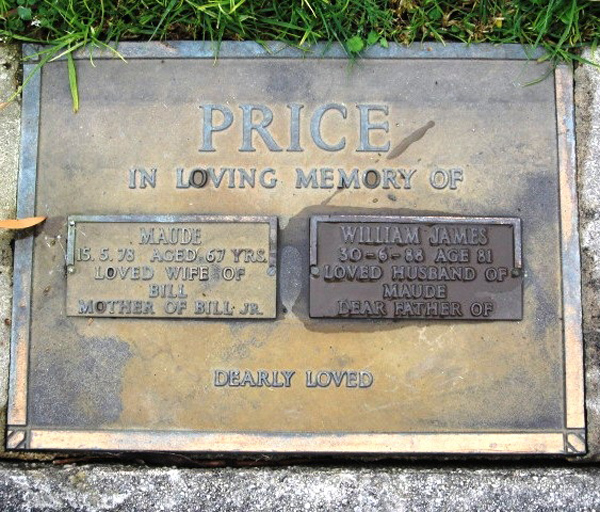 PRICE
IN LOVING MEMORY OF
MAUDE
15.5.78 AGED 67 YRS.
LOVED WIFE OF
BILL
MOTHER OF BILL JR.
WILLIAM JAMES
30-6-88 AGE 81
LOVED HUSBAND OF
MAUDE
DEAR FATHER OF
DEARLY LOVED